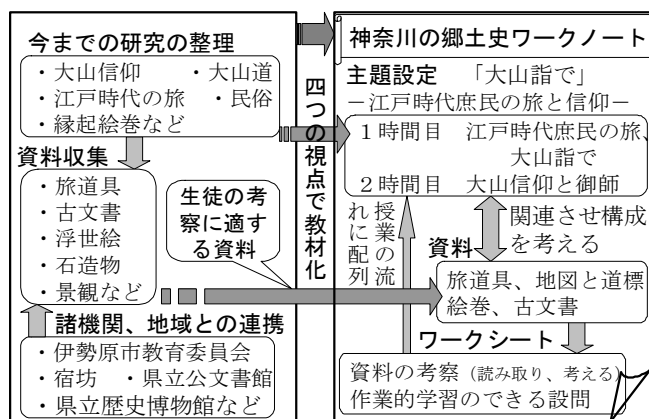 今までの研究の整理
・大山信仰　・大山道
・江戸時代の旅　・民俗
・縁起絵巻など
資料収集
・旅道具
・古文書
・浮世絵
・石造物
・景観など
生徒の考
察に適す
る資料
諸機関、地域との連携
・伊勢原市教育委員会
・宿坊　・県立公文書館
・県立歴史博物館など
四つの視点で教材化
神奈川の郷土史ワークノート
主題設定　「大山詣で」
－江戸時代庶民の旅と信仰－
１時間目　江戸時代庶民の旅、
大山詣で
２時間目　大山信仰と御師
授業の流
れに配列
関連させ構成
を考える
資料
旅道具、地図と道標
絵巻、古文書
ワークシート
資料の考察（読み取り、考える）
作業的学習のできる設問